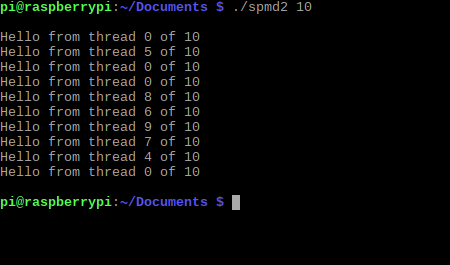 pi@raspberrypi:~/Documents $ ./spmd2 10
Hello from thread 0 of 10
Hello from thread 5 of 10
Hello from thread 0 of 10
Hello from thread 0 of 10
Hello from thread 8 of 10
Hello from thread 6 of 10
Hello from thread 9 of 10
Hello from thread 7 of 10
Hello from thread 4 of 10
Hello from thread 0 of 10
pi@raspberrypi:~/Documents $